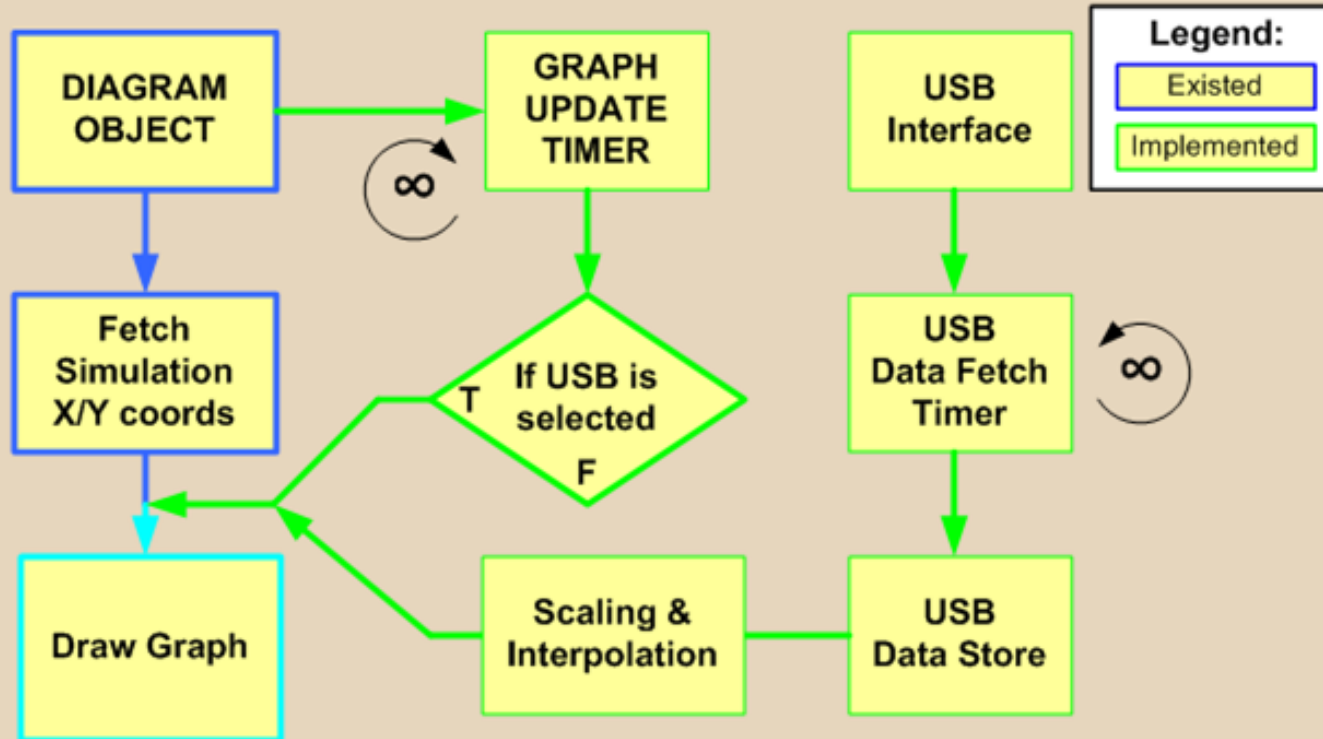 DIAGRAM
OBJECT
GRAPH
UPDATE
TIMER
USB
Interface
Legend:
Existed
Implemented
∞
Fetch
Simulation
X/Y coords
If USB is
selected
T
F
USB
Data Fetch
Timer
∞
Draw Graph
Scaling &
Interpolation
USB
Data Store